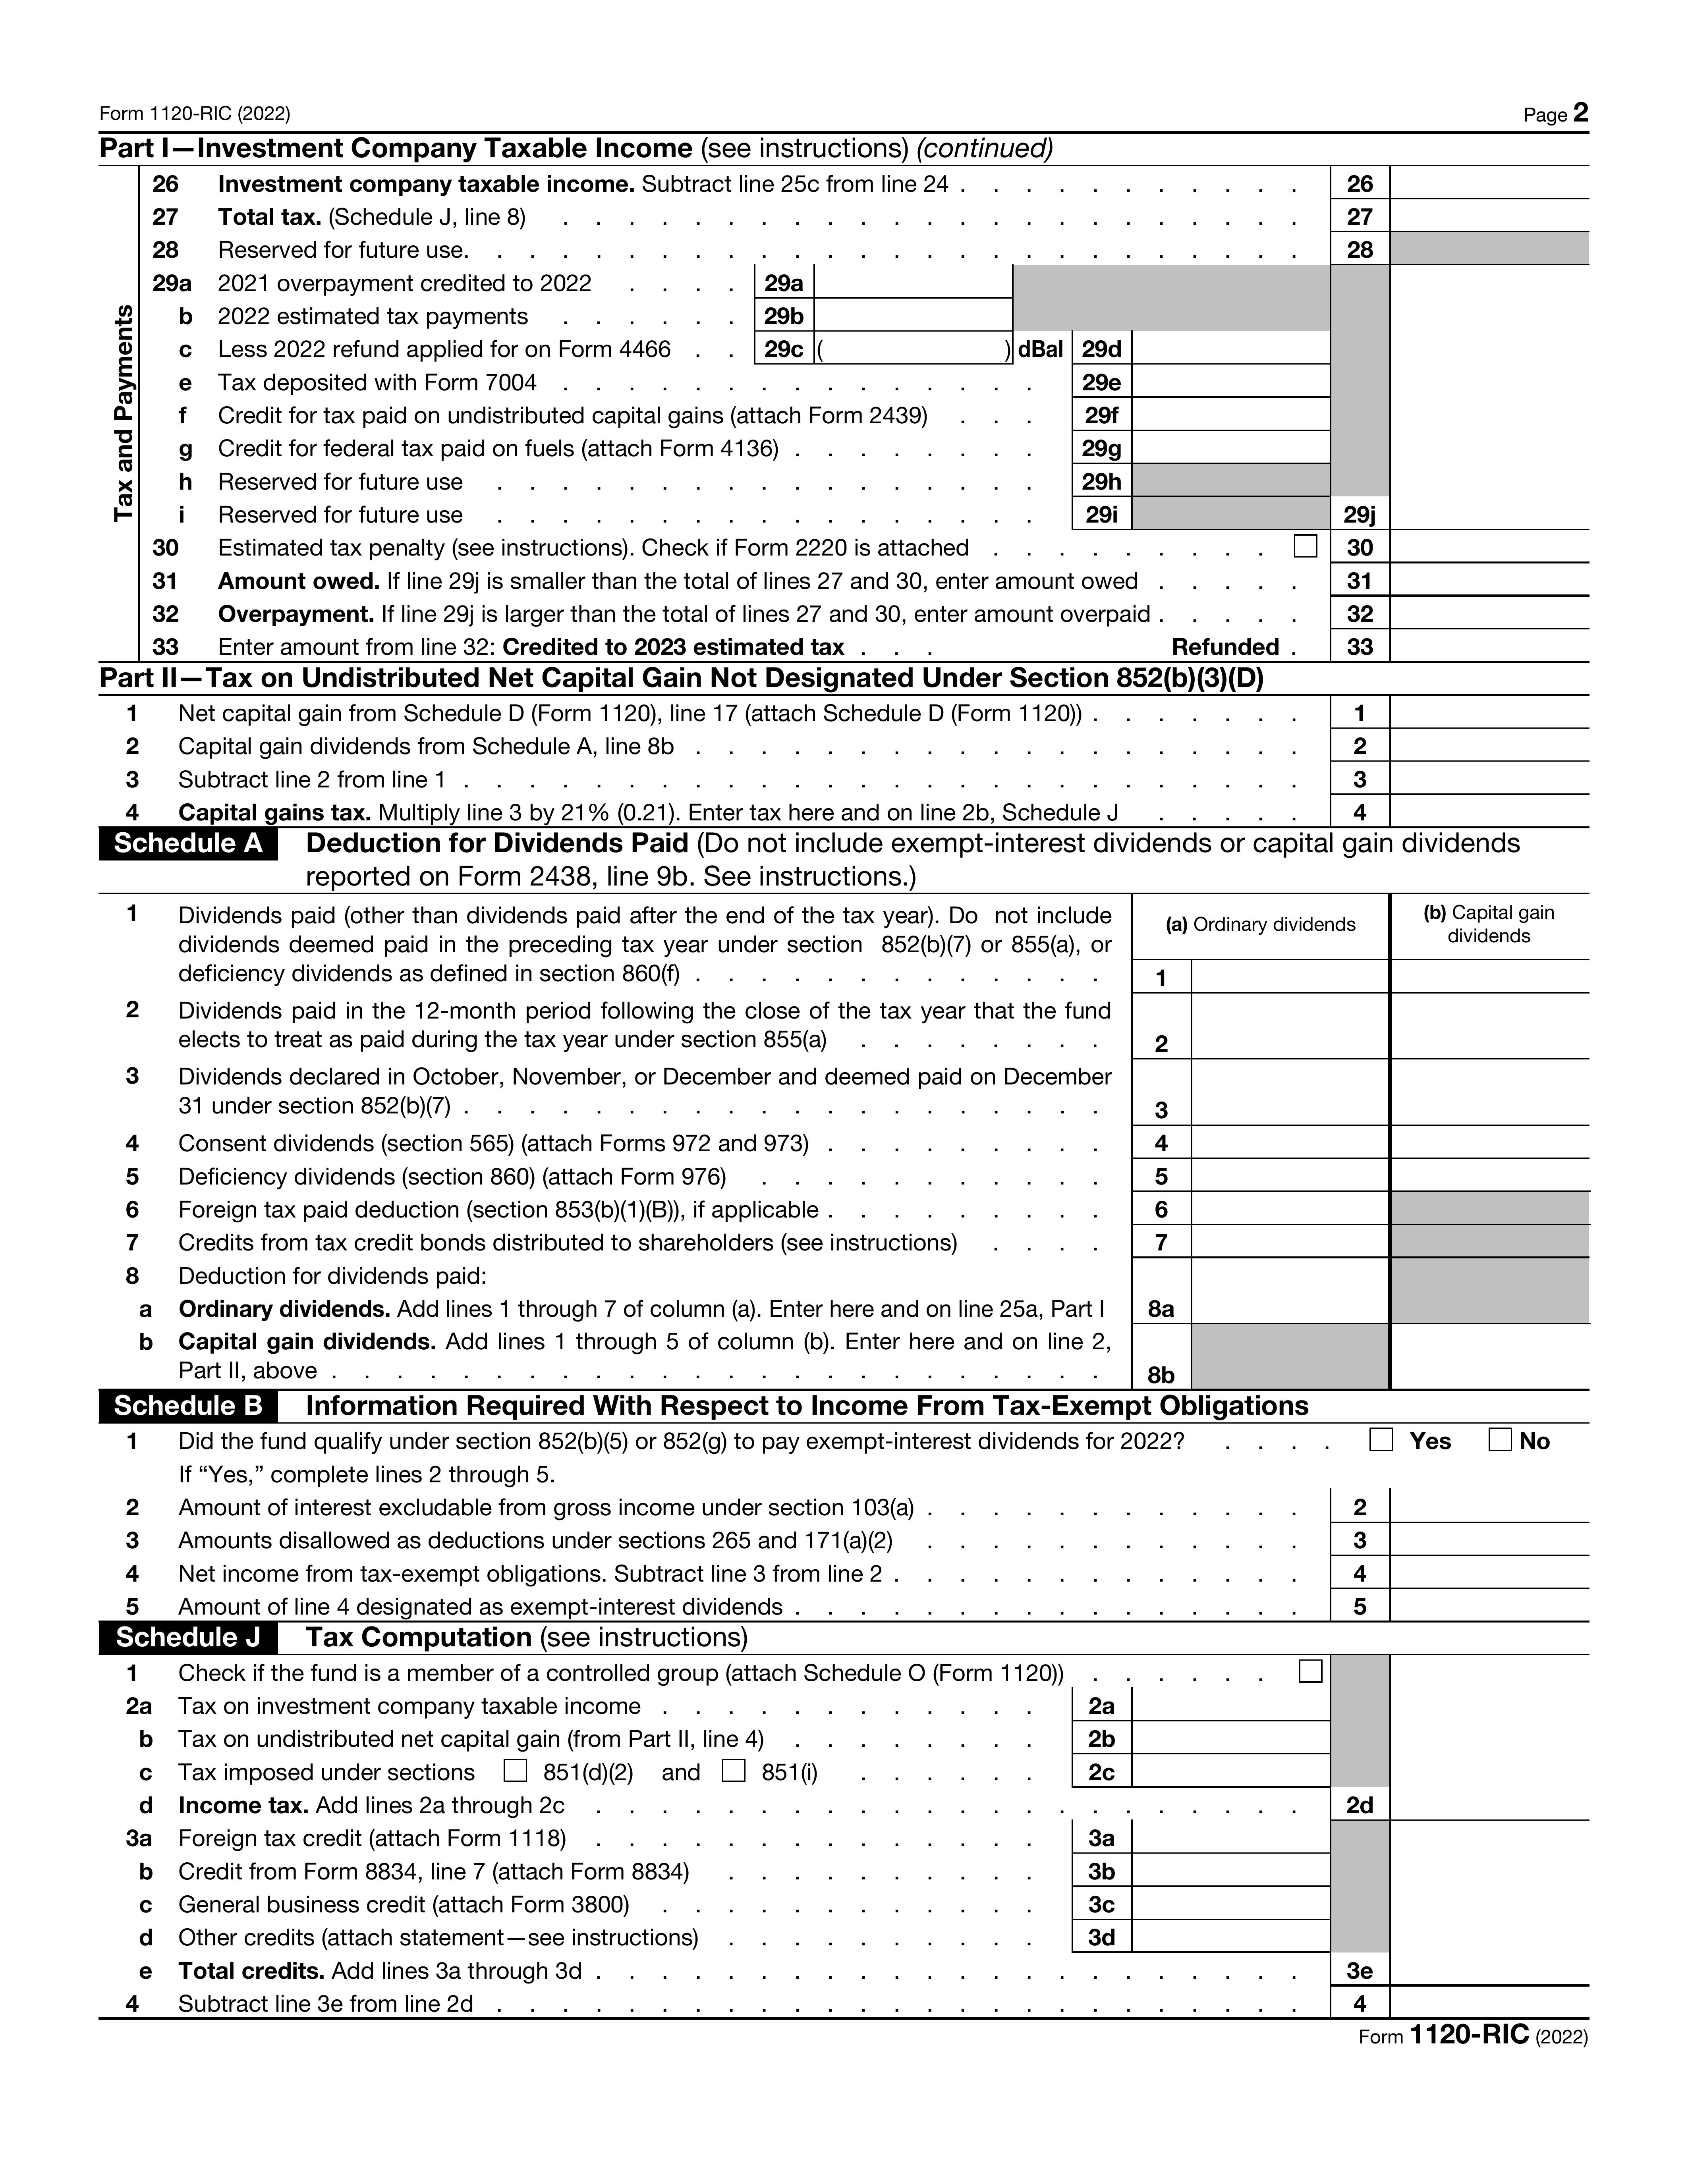 Form 1120-RIC (2022) Page 2
Part I—Investment Company Taxable Income (see instructions) (continued)
Tax and Payments
26 Investment company taxable income. Subtract line 25c from line 24 . . . . . . . . . . . 26
27 Total tax. (Schedule J, line 8) . . . . . . . . . . . . . . . . . . . . . . . 27
28 Reserved for future use. . . . . . . . . . . . . . . . . . . . . . . . . . 28
29a 2021 overpayment credited to 2022 . . . . 29a
b 2022 estimated tax payments . . . . . . 29b
c Less 2022 refund applied for on Form 4466 . . 29c ( ) dBal 29d
e Tax deposited with Form 7004 . . . . . . . . . . . . . . . 29e
f Credit for tax paid on undistributed capital gains (attach Form 2439) . . . 29f
g Credit for federal tax paid on fuels (attach Form 4136) . . . . . . . . 29g
h Reserved for future use . . . . . . . . . . . . . . . . . 29h
i Reserved for future use . . . . . . . . . . . . . . . . . 29i 29j
30 Estimated tax penalty (see instructions). Check if Form 2220 is attached . . . . . . . . . 30
31 Amount owed. If line 29j is smaller than the total of lines 27 and 30, enter amount owed . . . . . 31
32 Overpayment. If line 29j is larger than the total of lines 27 and 30, enter amount overpaid . . . . . 32
33 Enter amount from line 32: Credited to 2023 estimated tax . . . Refunded . 33
Part II—Tax on Undistributed Net Capital Gain Not Designated Under Section 852(b)(3)(D)
1 Net capital gain from Schedule D (Form 1120), line 17 (attach Schedule D (Form 1120)) . . . . . . . 1
2 Capital gain dividends from Schedule A, line 8b . . . . . . . . . . . . . . . . . . . 2
3 Subtract line 2 from line 1 . . . . . . . . . . . . . . . . . . . . . . . . . . 3
4 Capital gains tax. Multiply line 3 by 21% (0.21). Enter tax here and on line 2b, Schedule J . . . . . 4
Schedule A Deduction for Dividends Paid (Do not include exempt-interest dividends or capital gain dividends
reported on Form 2438, line 9b. See instructions.)
(a) Ordinary dividends (b) Capital gain
dividends
1 Dividends paid (other than dividends paid after the end of the tax year). Do not include
dividends deemed paid in the preceding tax year under section 852(b)(7) or 855(a), or
deficiency dividends as defined in section 860(f) . . . . . . . . . . . . . 1
2 Dividends paid in the 12-month period following the close of the tax year that the fund
elects to treat as paid during the tax year under section 855(a) . . . . . . . . 2
3 Dividends declared in October, November, or December and deemed paid on December
31 under section 852(b)(7) . . . . . . . . . . . . . . . . . . . . 3
4 Consent dividends (section 565) (attach Forms 972 and 973) . . . . . . . . . 4
5 Deficiency dividends (section 860) (attach Form 976) . . . . . . . . . . . 5
6 Foreign tax paid deduction (section 853(b)(1)(B)), if applicable . . . . . . . . . 6
7 Credits from tax credit bonds distributed to shareholders (see instructions) . . . . 7
8 Deduction for dividends paid:
a Ordinary dividends. Add lines 1 through 7 of column (a). Enter here and on line 25a, Part I 8a
b Capital gain dividends. Add lines 1 through 5 of column (b). Enter here and on line 2,
Part II, above . . . . . . . . . . . . . . . . . . . . . . . . 8b
Schedule B Information Required With Respect to Income From Tax-Exempt Obligations
1 Did the fund qualify under section 852(b)(5) or 852(g) to pay exempt-interest dividends for 2022? . . . . Yes No
If “Yes,” complete lines 2 through 5.
2 Amount of interest excludable from gross income under section 103(a) . . . . . . . . . . . . 2
3 Amounts disallowed as deductions under sections 265 and 171(a)(2) . . . . . . . . . . . . 3
4 Net income from tax-exempt obligations. Subtract line 3 from line 2 . . . . . . . . . . . . . 4
5 Amount of line 4 designated as exempt-interest dividends . . . . . . . . . . . . . . . . 5
Schedule J Tax Computation (see instructions)
1 Check if the fund is a member of a controlled group (attach Schedule O (Form 1120)) . . . . . .
2a Tax on investment company taxable income . . . . . . . . . . . . 2a
b Tax on undistributed net capital gain (from Part II, line 4) . . . . . . . . 2b
c Tax imposed under sections 851(d)(2) and 851(i) . . . . . . 2c
d Income tax. Add lines 2a through 2c . . . . . . . . . . . . . . . . . . . . . . 2d
3a Foreign tax credit (attach Form 1118) . . . . . . . . . . . . . . 3a
b Credit from Form 8834, line 7 (attach Form 8834) . . . . . . . . . . 3b
c General business credit (attach Form 3800) . . . . . . . . . . . . 3c
d Other credits (attach statement—see instructions) . . . . . . . . . . 3d
e Total credits. Add lines 3a through 3d . . . . . . . . . . . . . . . . . . . . . . 3e
4 Subtract line 3e from line 2d . . . . . . . . . . . . . . . . . . . . . . . . . 4
Form 1120-RIC (2022)